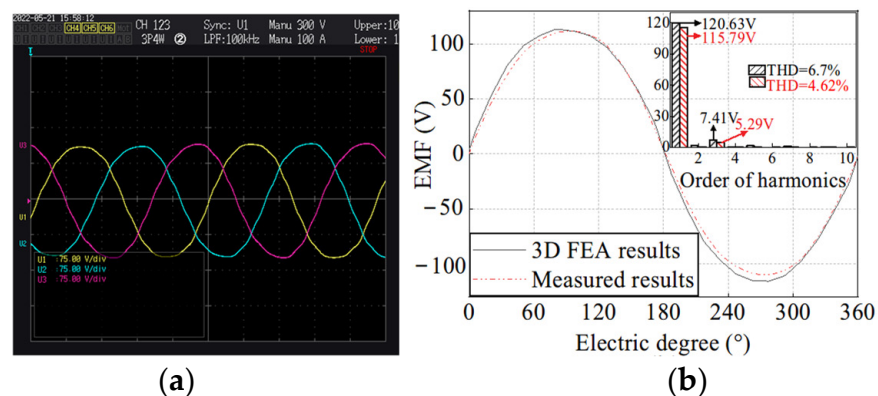 2022-05-21 15:58:12
CH4 CH5 CH6
CH 123
3P4W ②
Sync: U1
LPF:100kHz
Manu 300 V
Manu 100 A
Upper:10
Lower: 1
STOP
U3
U1
U2
U1 :75.00 V/div
U2 :75.00 V/div
U3 :75.00 V/div
(a)
EMF (V)
100
50
0
−50
−100
0 60 120 180 240 300 360
Electric degree (°)
3D FEA results
Measured results
120
90
60
30
0
120.63V
115.79V
THD=6.7%
THD=4.62%
7.41V
5.29V
2 4 6 8 10
Order of harmonics
(b)